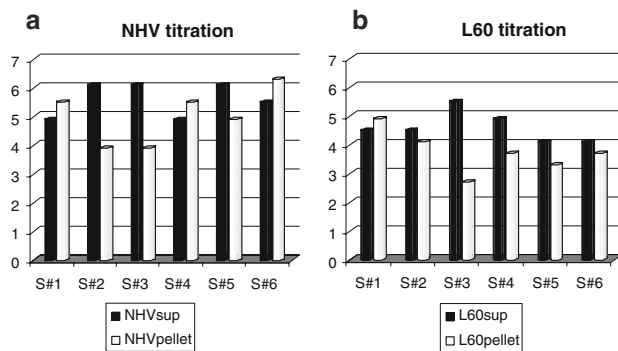 a
NHV titration
7
6
5
4
3
2
1
0
S#1 S#2 S#3 S#4 S#5 S#6
NHVsup
NHVpellet
b
L60 titration
7
6
5
4
3
2
1
0
S#1 S#2 S#3 S#4 S#5 S#6
L60sup
L60pellet